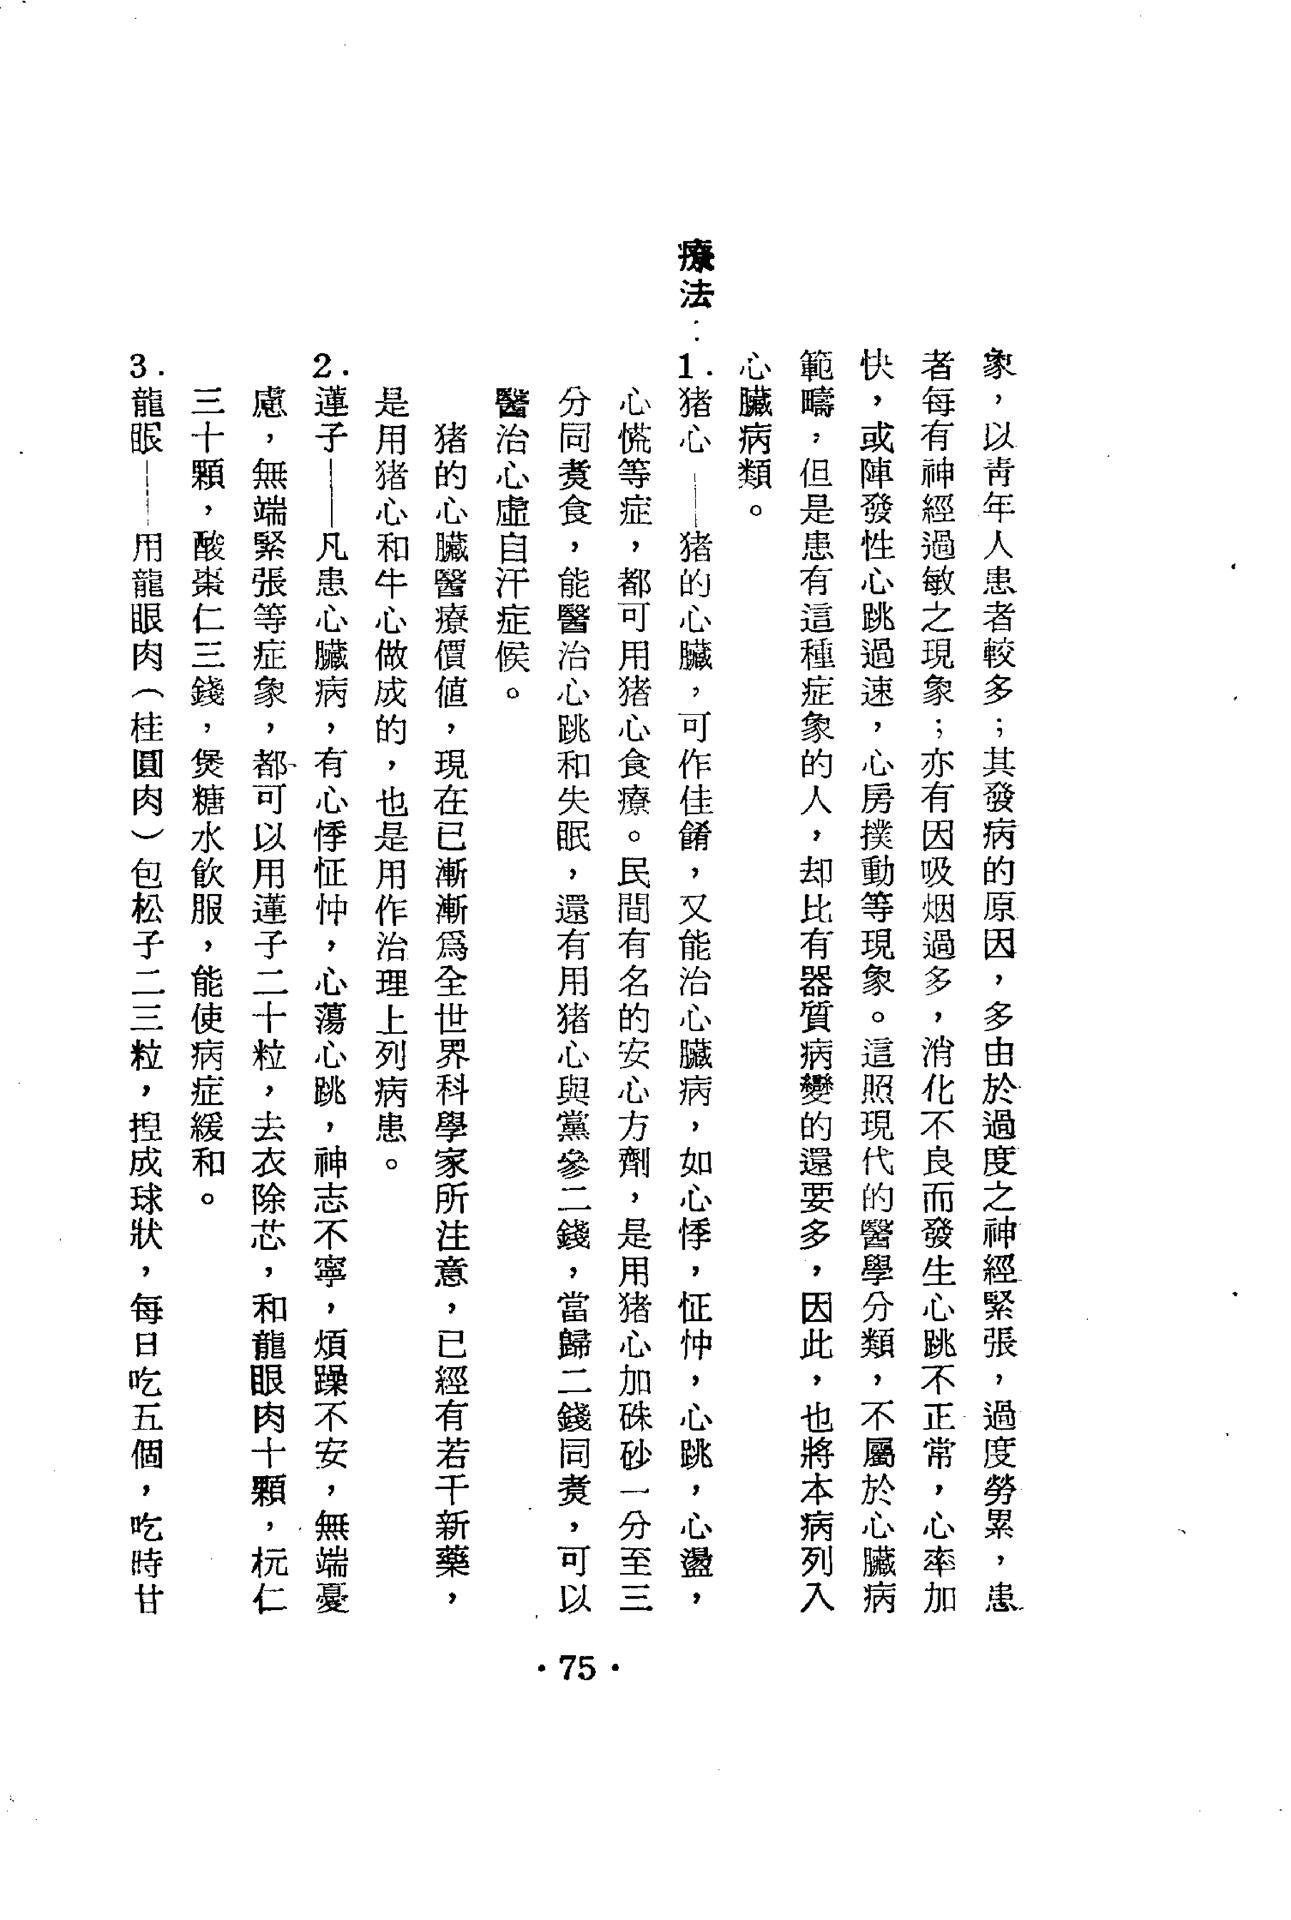 象，以青年人患者較多；其發病的原因，多由於過度之神經緊張，過度勞累，患
者每有神經過敏之現象；亦有因吸烟過多，消化不良而發生心跳不正常，心率加
快，或陣發性心跳過速，心房撲動等現象。這照現代的醫學分類，不屬於心臟病
範疇，但是患有這種症象的人，却比有器質病變的還要多，因此，也將本病列入
心臟病類。
療法：1.猪心——猪的心臟，可作佳餚，又能治心臟病，如心悸，怔忡，心跳，心盪，
心慌等症，都可用猪心食療。民間有名的安心方劑，是用猪心加硃砂一分至三
分同煑食，能醫治心跳和失眠，還有用猪心與黨參二錢，當歸二錢同煑，可以
醫治心虛自汗症候。
猪的心臟醫療價值，現在已漸漸爲全世界科學家所注意，已經有若干新藥，
是用猪心和牛心做成的，也是用作治理上列病患。
2.蓮子——凡患心臟病，有心悸怔忡，心蕩心跳，神志不寧，煩躁不安，無端憂
慮，無端緊張等症象，都可以用蓮子二十粒，去衣除芯，和龍眼肉十顆，杬仁
三十顆，酸棗仁三錢，煲糖水飲服，能使病症緩和。
3.龍眼——用龍眼肉（桂圓肉）包松子二三粒，捏成球狀，每日吃五個，吃時甘
·75·